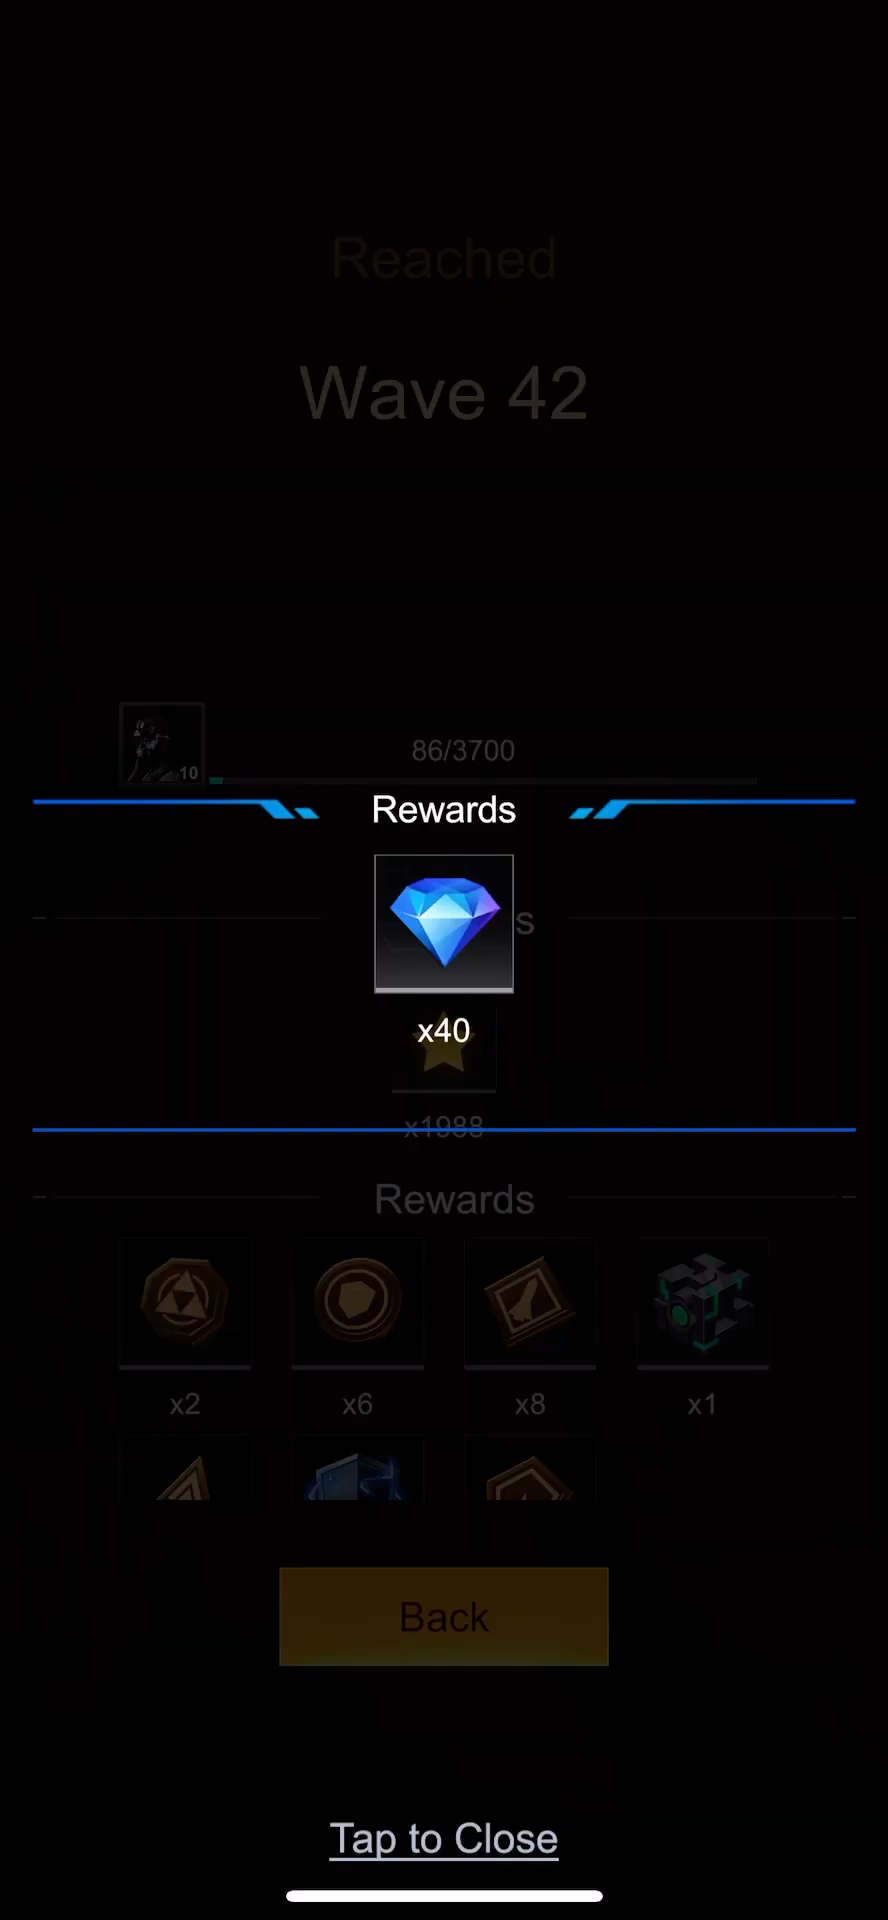 Reached
Wave 42
10
86/3700
Rewards
s
x40
x1988
Rewards
x2
x6
x8
x1
Back
Tap to Close